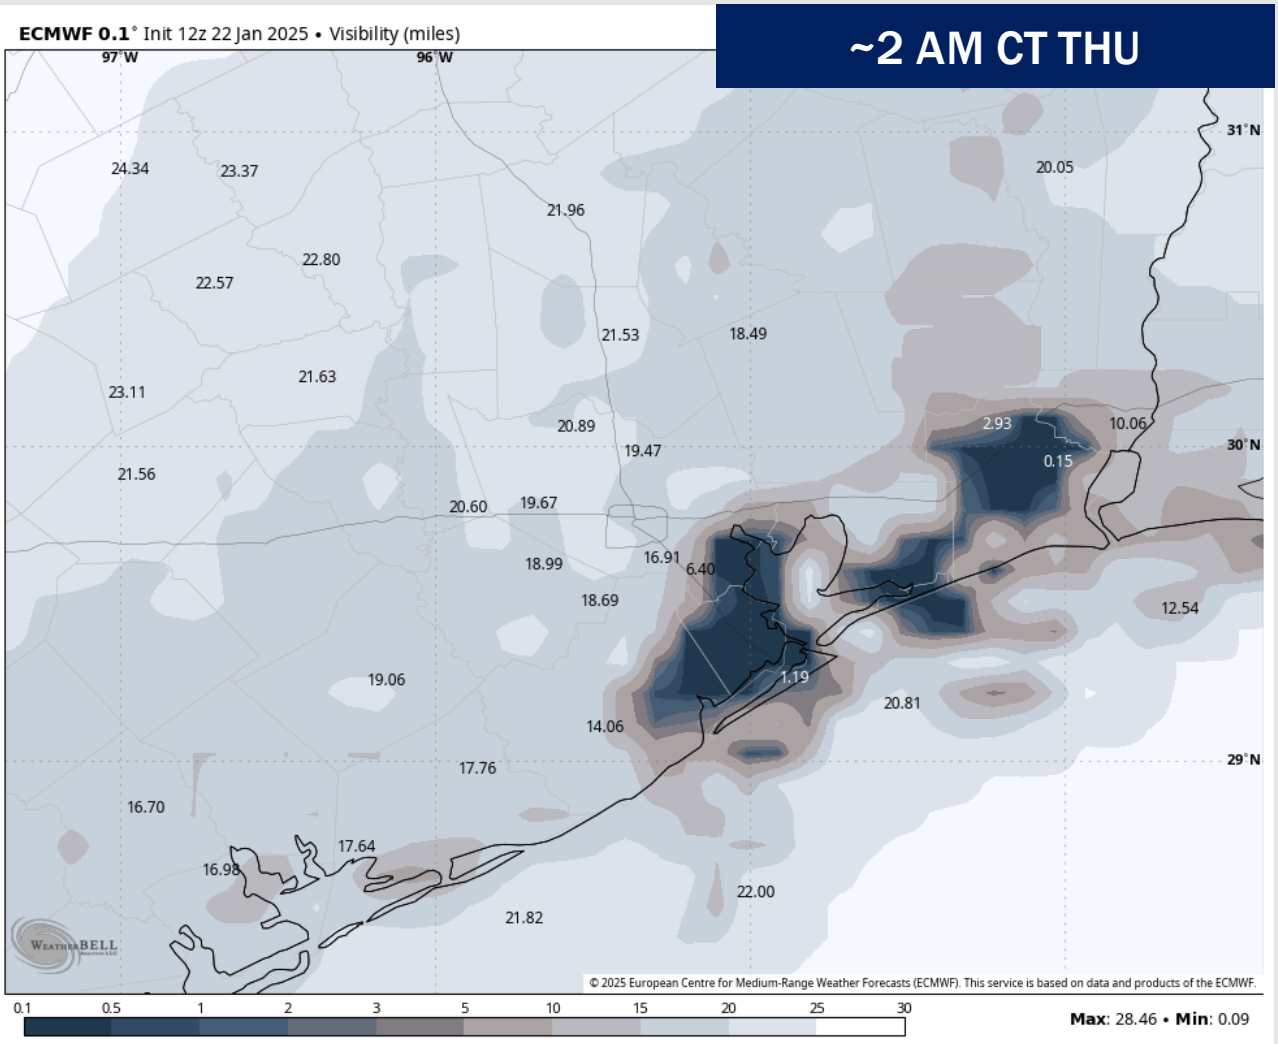 ECMWF 0.1° Init 12z 22 Jan 2025 • Visibility (miles)
~2 AM CT THU
97°W
96°W
31°N
24.34
23.37
20.05
21.96
22.80
22.57
21.53
18.49
21.63
23.11
20.89
2.93
10.06
30°N
19.47
0.15
21.56
20.60
19.67
16.91
6.40
18.99
18.69
12.54
19.06
1.19
20.81
14.06
29°N
17.76
16.70
17.64
16.98
22.00
21.82
WEATHERBELL
ANALYTICS LLC
© 2025 European Centre for Medium-Range Weather Forecasts (ECMWF). This service is based on data and products of the ECMWF.
0.1 0.5 1 2 3 5 10 15 20 25 30
Max: 28.46 • Min: 0.09